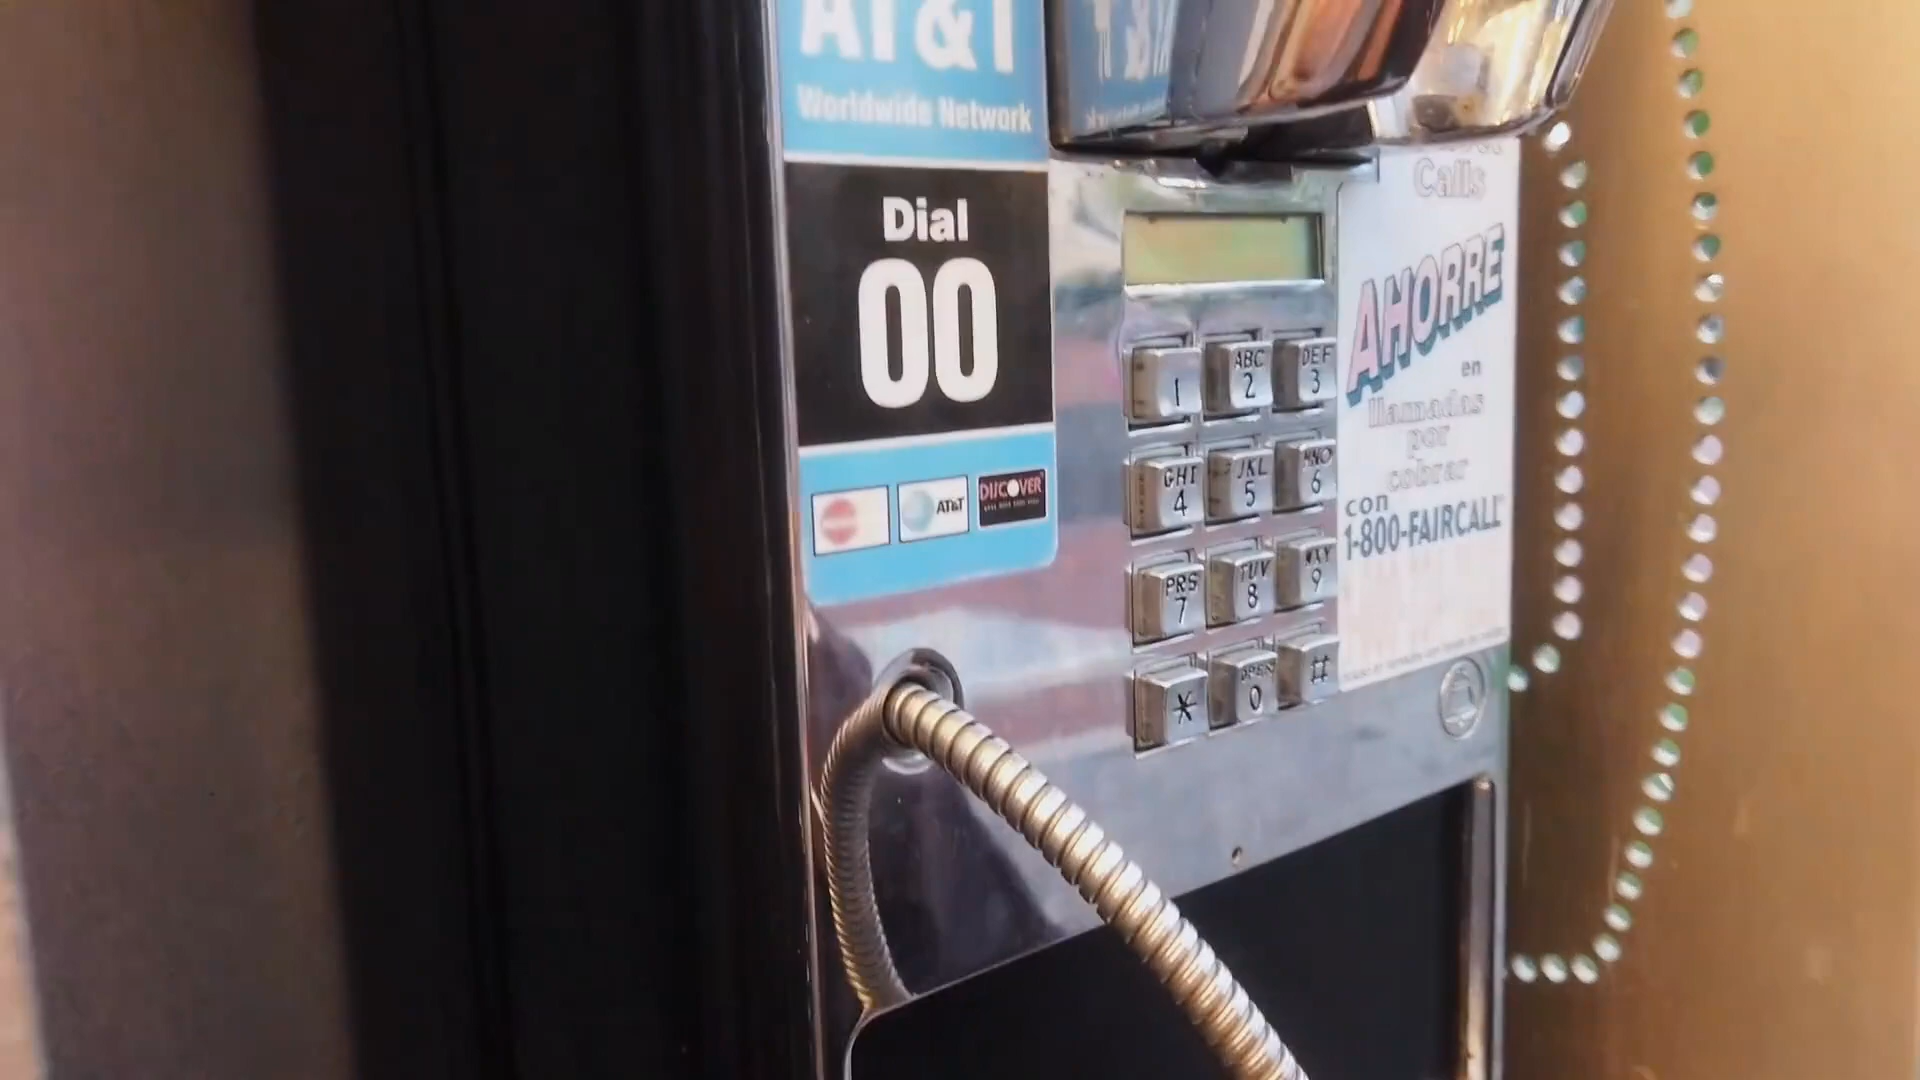 AT&T
Worldwide Network
Dial
00
AT&T
DISCOVER
1
ABC
2
DEF
3
GHI
4
JKL
5
MNO
6
PRS
7
TUV
8
WXY
9
*
OPER
0
#
Calls
AHORRE
en
llamadas
por
cobrar
con
1-800-FAIRCALL